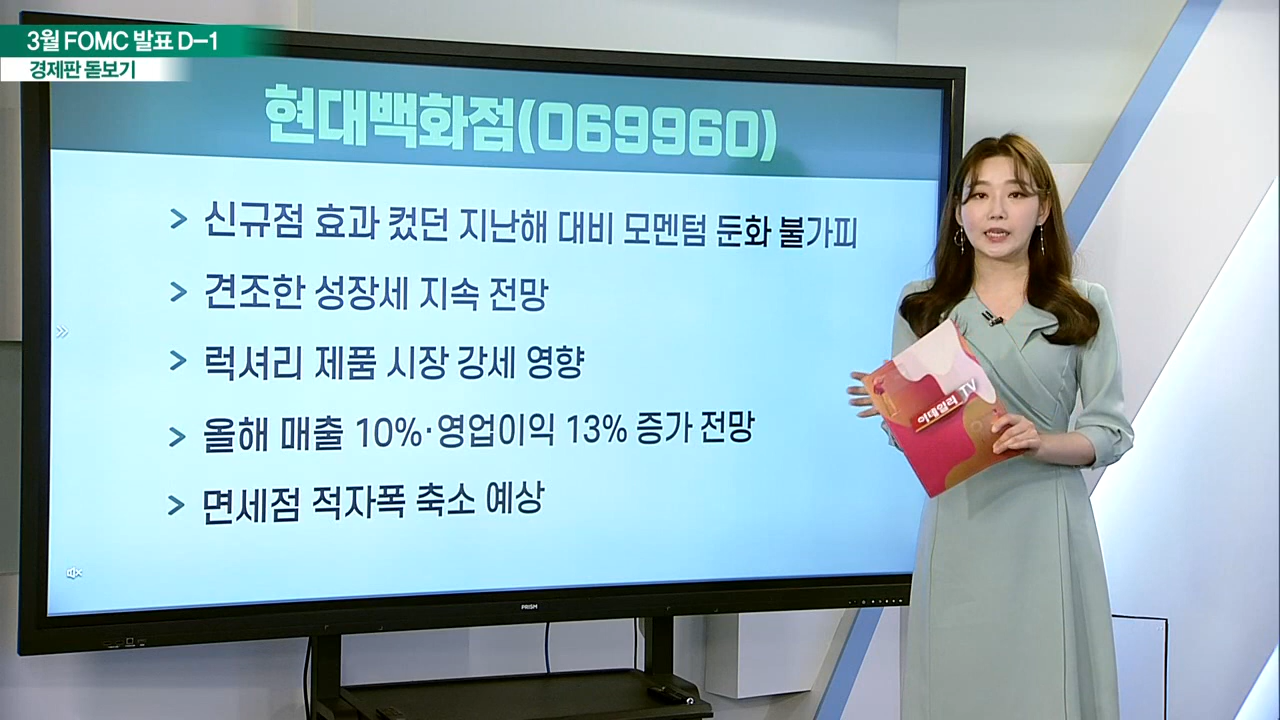 3월 FOMC 발표 D-1
경제판 돋보기
현대백화점(069960)
> 신규점 효과 컸던 지난해 대비 모멘텀 둔화 불가피
> 견조한 성장세 지속 전망
> 럭셔리 제품 시장 강세 영향
> 올해 매출 10%·영업이익 13% 증가 전망
> 면세점 적자폭 축소 예상
PRISM
이데일리 TV